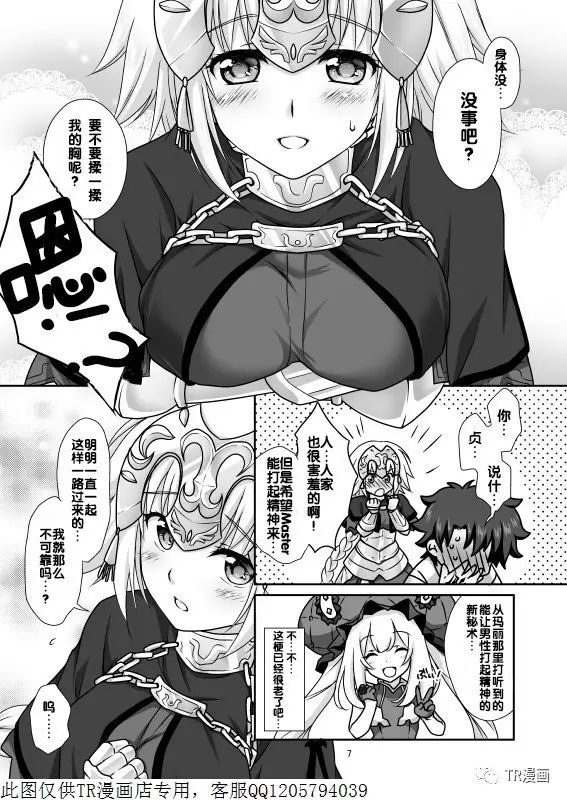 身体没…
没事吧？
要不要揉一揉
我的胸呢？
嗯！？
你…
贞…
说什…
人…人家
也很害羞的啊！
但是希望Master
能打起精神来…
从玛丽那里打听到的
能让男性打起精神的
新秘术…
不…不…
这梗已经很老了吧…
明明一直一起
这样一路过来的…
我就那么
不可靠吗…？
呜…
7
TR漫画
此图仅供TR漫画店专用，客服QQ1205794039